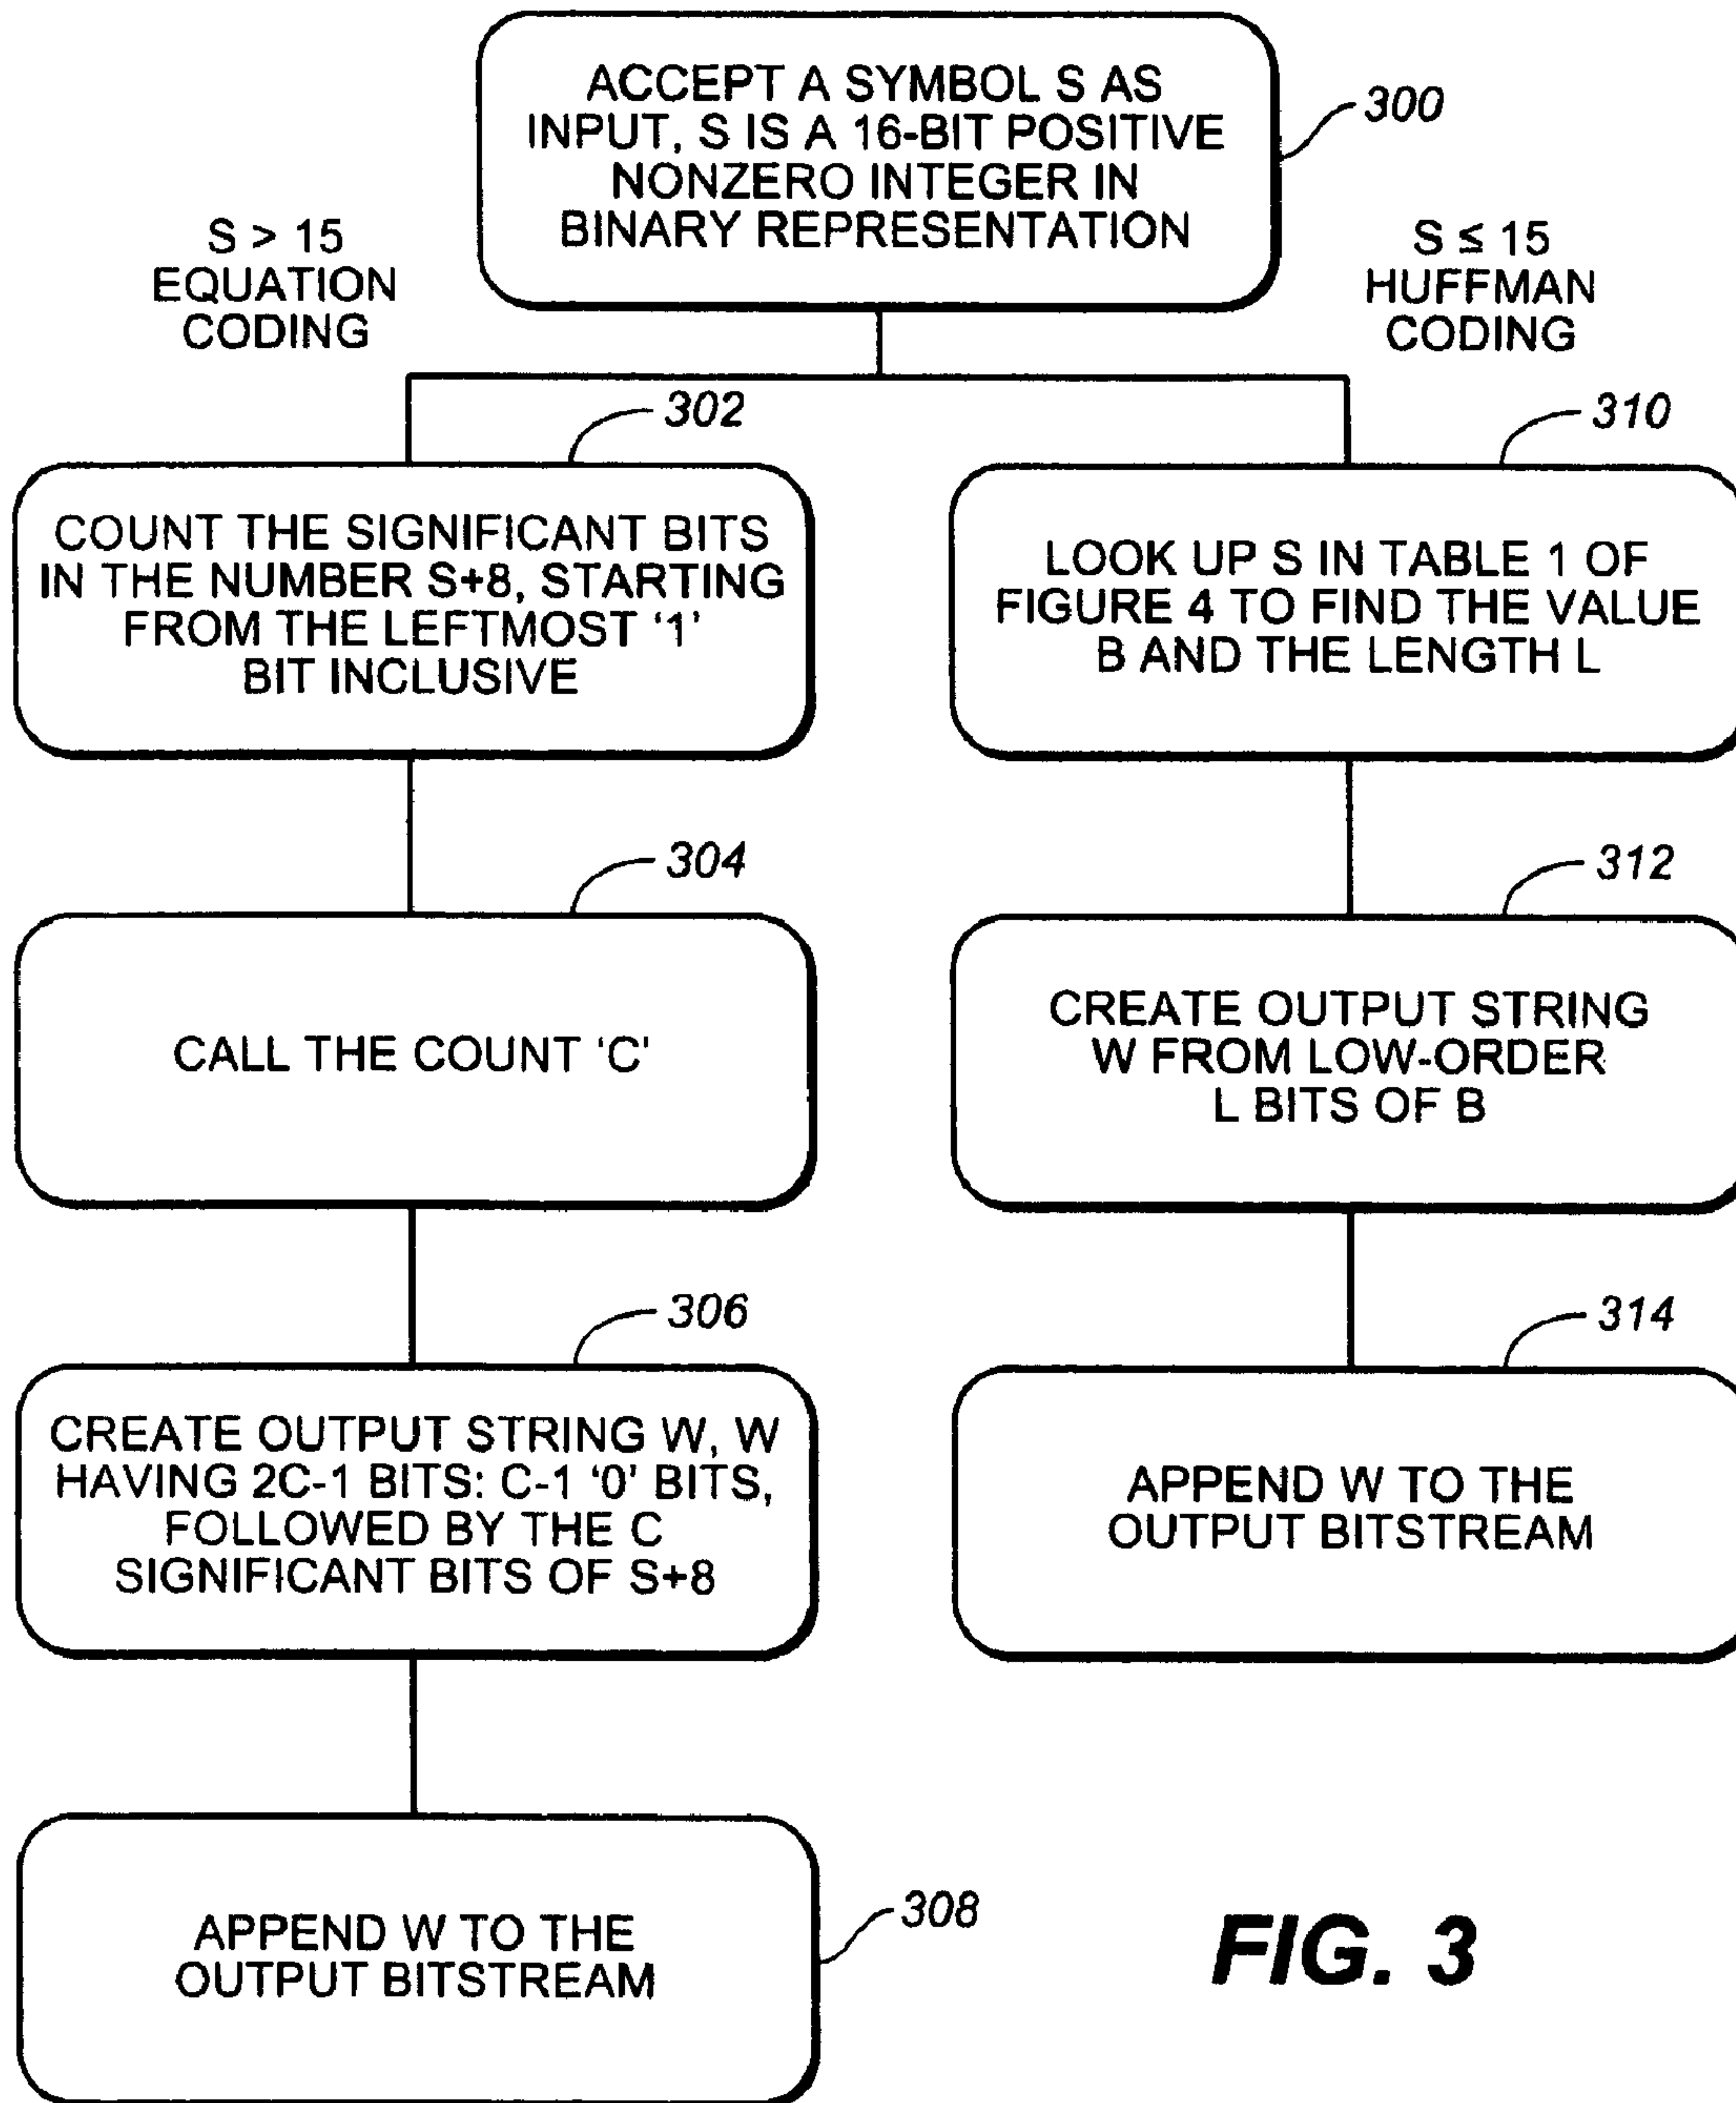 ACCEPT A SYMBOL S AS
INPUT, S IS A 16-BIT POSITIVE
NONZERO INTEGER IN
BINARY REPRESENTATION
300
S > 15
EQUATION
CODING
S ≤ 15
HUFFMAN
CODING
302
COUNT THE SIGNIFICANT BITS
IN THE NUMBER S+8, STARTING
FROM THE LEFTMOST '1'
BIT INCLUSIVE
304
CALL THE COUNT 'C'
306
CREATE OUTPUT STRING W, W
HAVING 2C-1 BITS: C-1 '0' BITS,
FOLLOWED BY THE C
SIGNIFICANT BITS OF S+8
308
APPEND W TO THE
OUTPUT BITSTREAM
310
LOOK UP S IN TABLE 1 OF
FIGURE 4 TO FIND THE VALUE
B AND THE LENGTH L
312
CREATE OUTPUT STRING
W FROM LOW-ORDER
L BITS OF B
314
APPEND W TO THE
OUTPUT BITSTREAM
FIG. 3